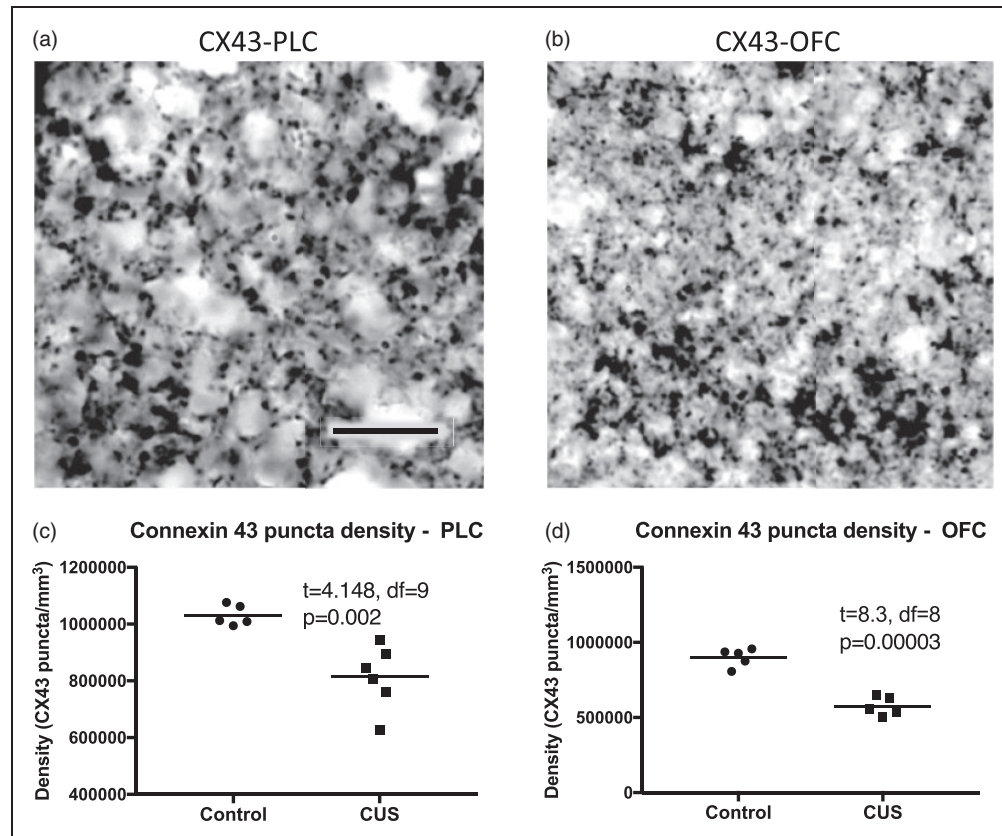 (a)
CX43-PLC
(b)
CX43-OFC
(c)
Connexin 43 puncta density - PLC
Density (CX43 puncta/mm³)
1200000
1000000
800000
600000
400000
t=4.148, df=9
p=0.002
Control
CUS
(d)
Connexin 43 puncta density - OFC
Density (CX43 puncta/mm³)
1500000
1000000
500000
0
t=8.3, df=8
p=0.00003
Control
CUS